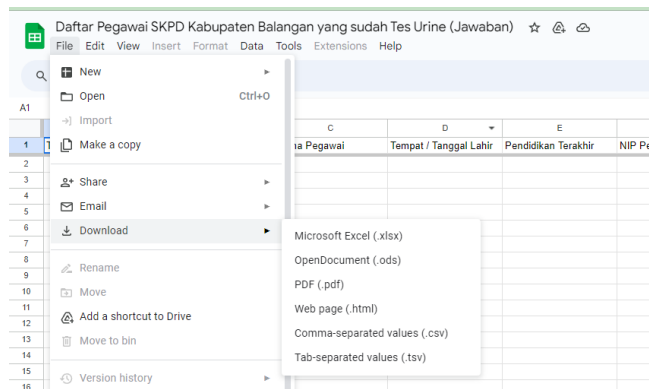 Daftar Pegawai SKPD Kabupaten Balangan yang sudah Tes Urine (Jawaban)
File Edit View Insert Format Data Tools Extensions Help
New
Open Ctrl+O
A1
Import
C D E
1 Make a copy Pegawai Tempat / Tanggal Lahir Pendidikan Terakhir NIP
2
3 Share
4
5 Email
6 Download
Microsoft Excel (.xlsx)
7
8 OpenDocument (.ods)
9 Rename
PDF (.pdf)
10 Move
11 Web page (.html)
Add a shortcut to Drive
12
Comma-separated values (.csv)
13 Move to bin
14 Tab-separated values (.tsv)
15
Version history
16